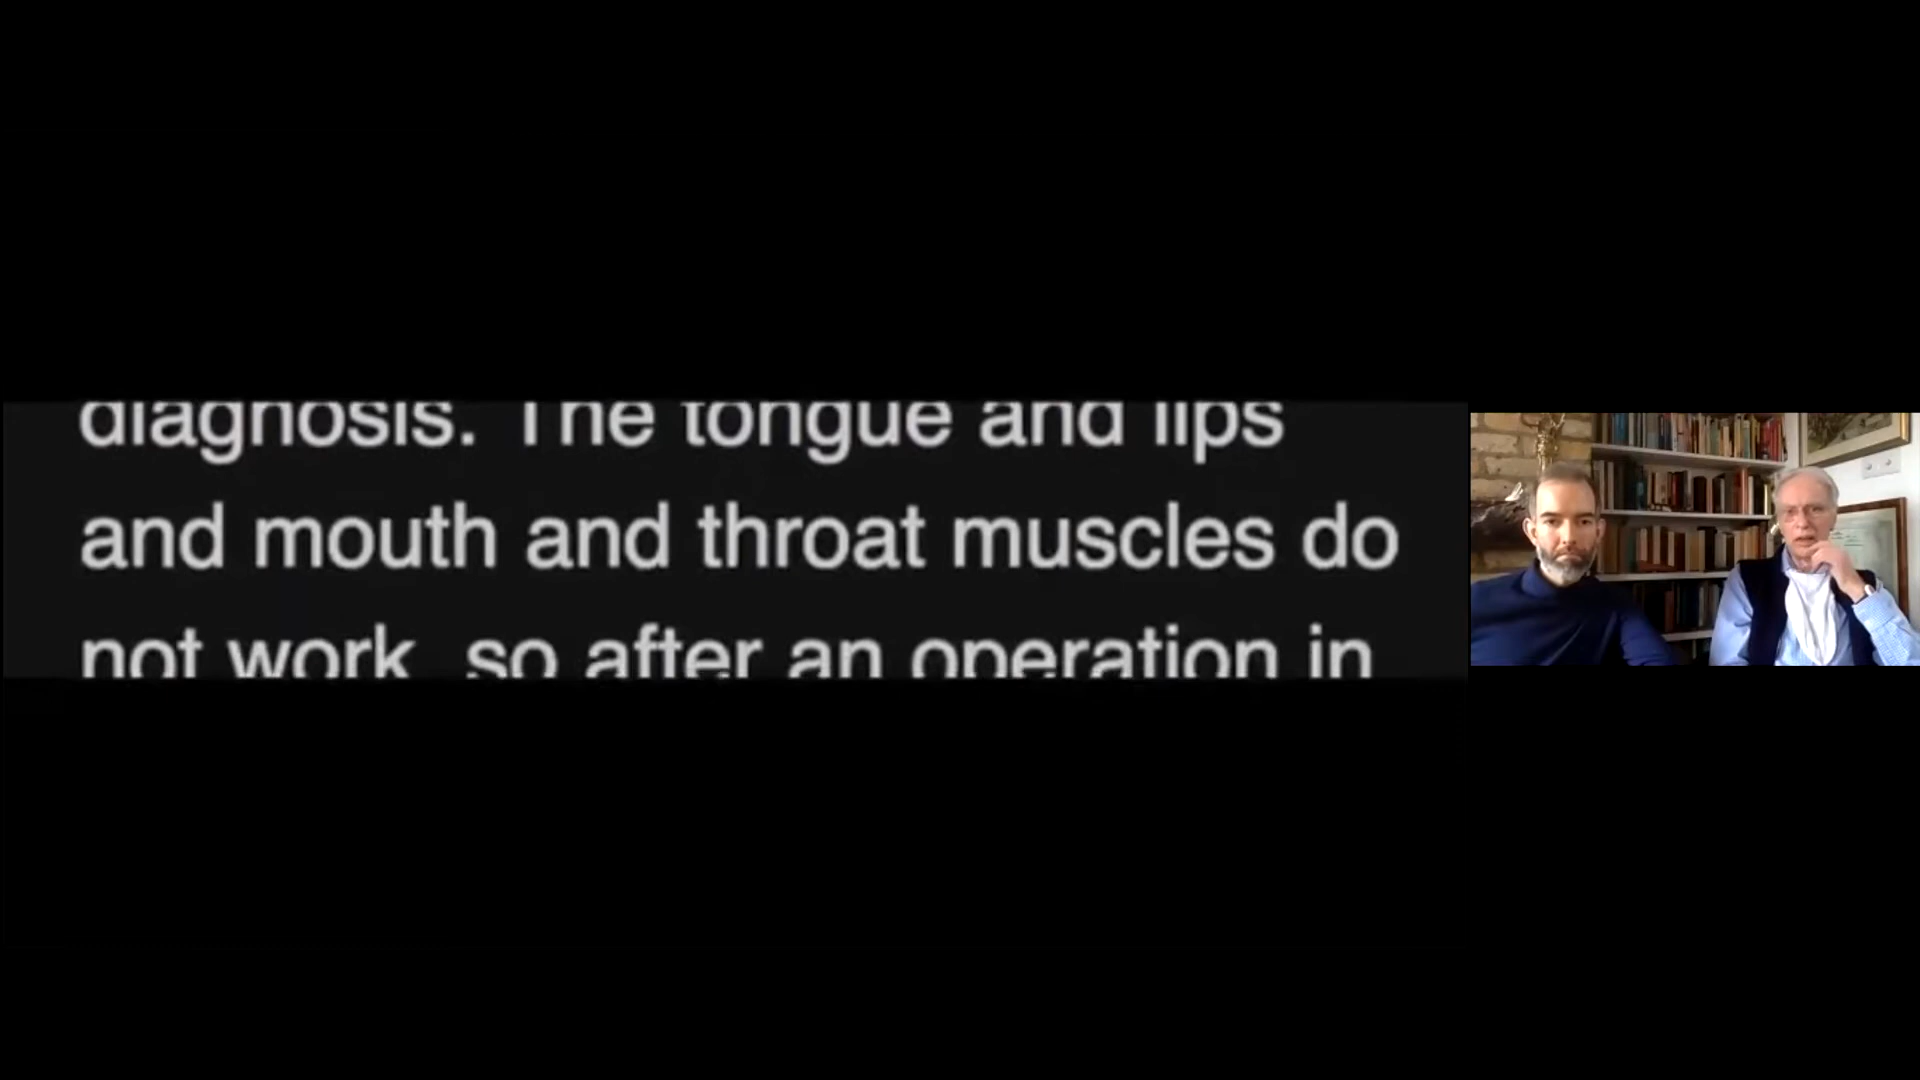 diagnosis. The tongue and lips
and mouth and throat muscles do
not work, so after an operation in